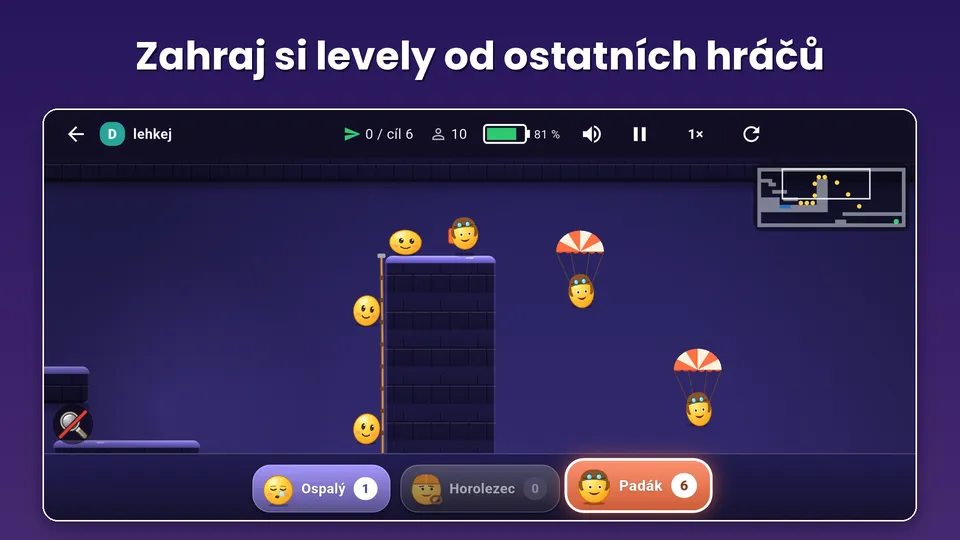 Zahraj si levely od ostatních hráčů
D lehkej 0 / cíl 6 10 81 % 1×
Ospalý 1 Horolezec 0 Padák 6